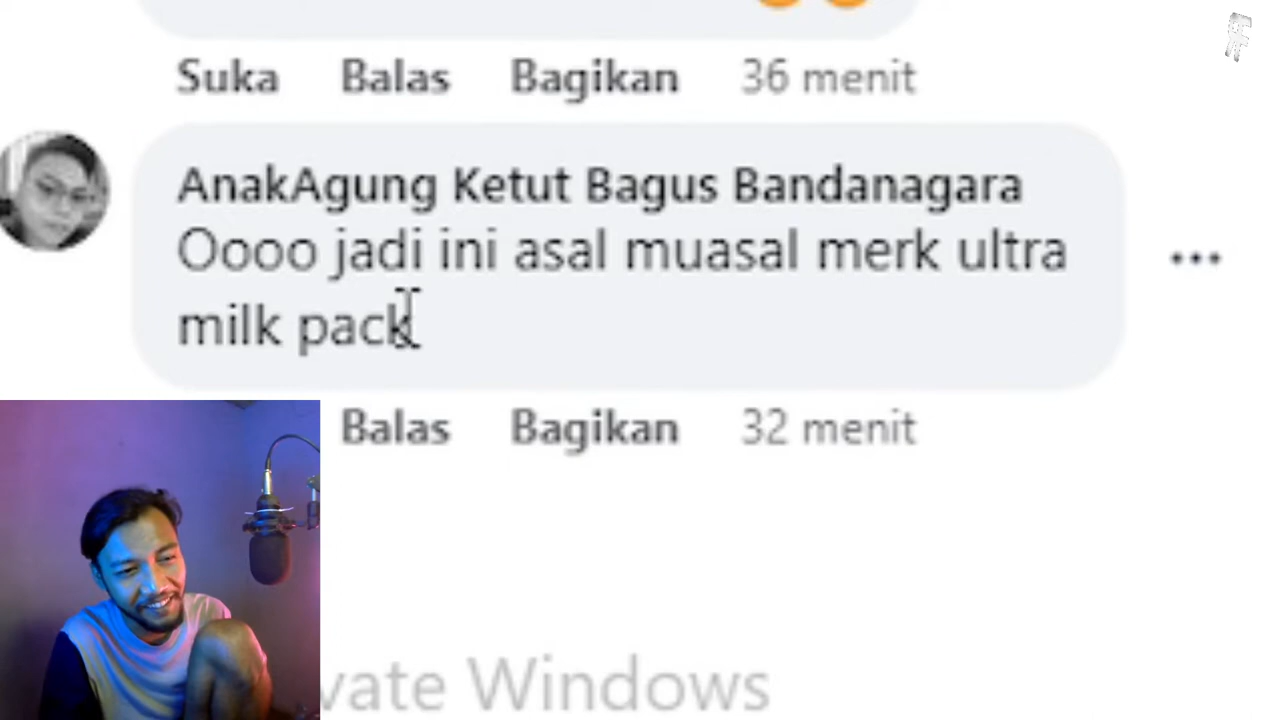 Suka Balas Bagikan 36 menit
AnakAgung Ketut Bagus Bandanagara
Oooo jadi ini asal muasal merk ultra
milk pack
Balas Bagikan 32 menit
vate Windows